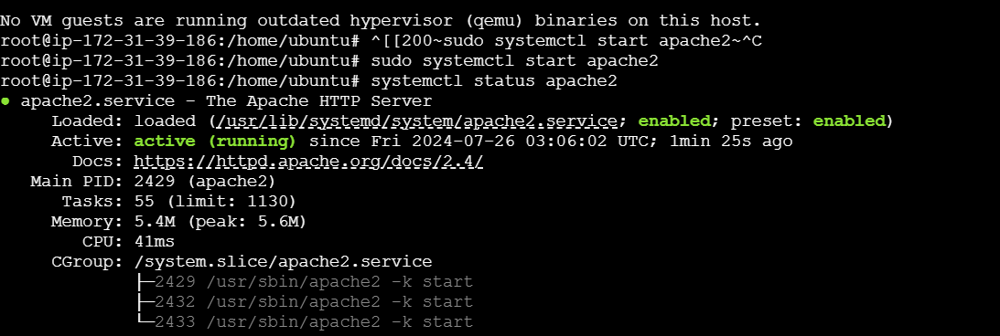 No VM guests are running outdated hypervisor (qemu) binaries on this host.
root@ip-172-31-39-186:/home/ubuntu# ^[[200~sudo systemctl start apache2~^C
root@ip-172-31-39-186:/home/ubuntu# sudo systemctl start apache2
root@ip-172-31-39-186:/home/ubuntu# systemctl status apache2
● apache2.service - The Apache HTTP Server
     Loaded: loaded (/usr/lib/systemd/system/apache2.service; enabled; preset: enabled)
     Active: active (running) since Fri 2024-07-26 03:06:02 UTC; 1min 25s ago
       Docs: https://httpd.apache.org/docs/2.4/
   Main PID: 2429 (apache2)
      Tasks: 55 (limit: 1130)
     Memory: 5.4M (peak: 5.6M)
        CPU: 41ms
     CGroup: /system.slice/apache2.service
             ├─2429 /usr/sbin/apache2 -k start
             ├─2432 /usr/sbin/apache2 -k start
             └─2433 /usr/sbin/apache2 -k start